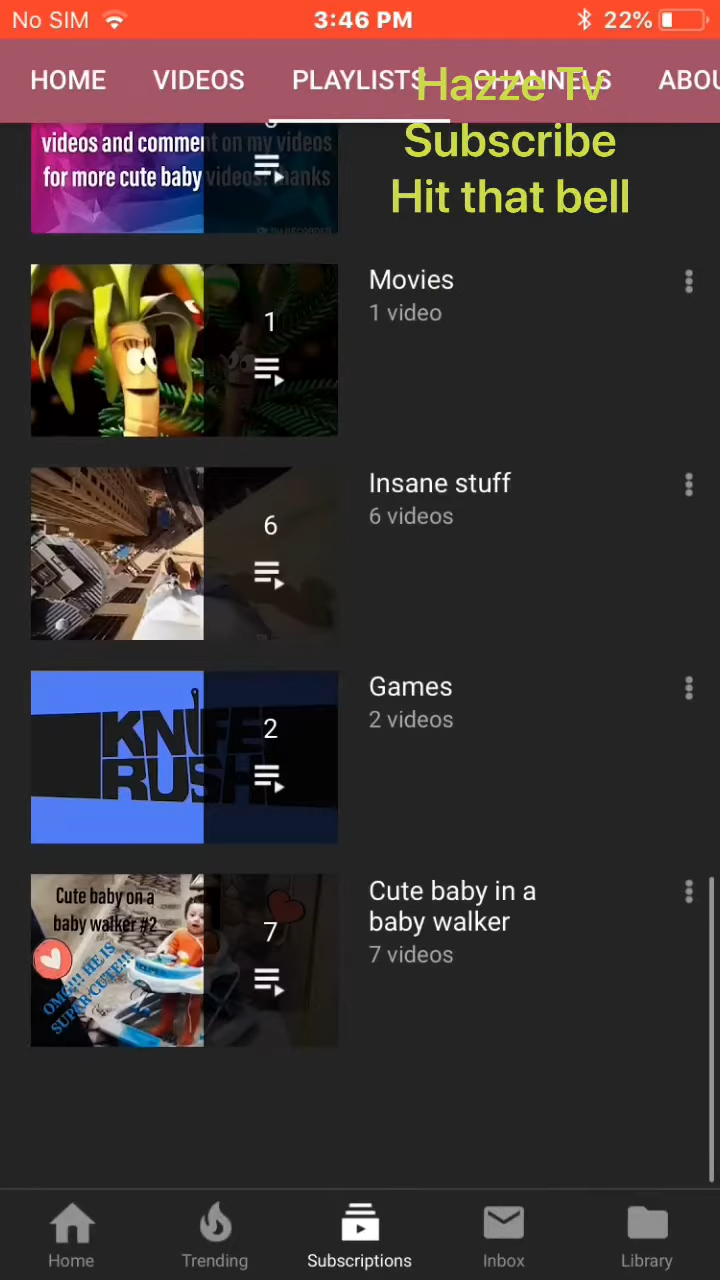 No SIM 3:46 PM 22%
HOME VIDEOS PLAYLISTS CHANNELS ABOU
Hazze Tv
Subscribe
Hit that bell
videos and comment on my videos
for more cute baby videos! thanks
Movies
1 video
1
Insane stuff
6 videos
6
Games
2 videos
KNIFE
RUSH
2
Cute baby in a
baby walker
7 videos
Cute baby on a
baby walker #2
OMG!!! HE IS
SUPAR CUTE!!!
7
Home Trending Subscriptions Inbox Library